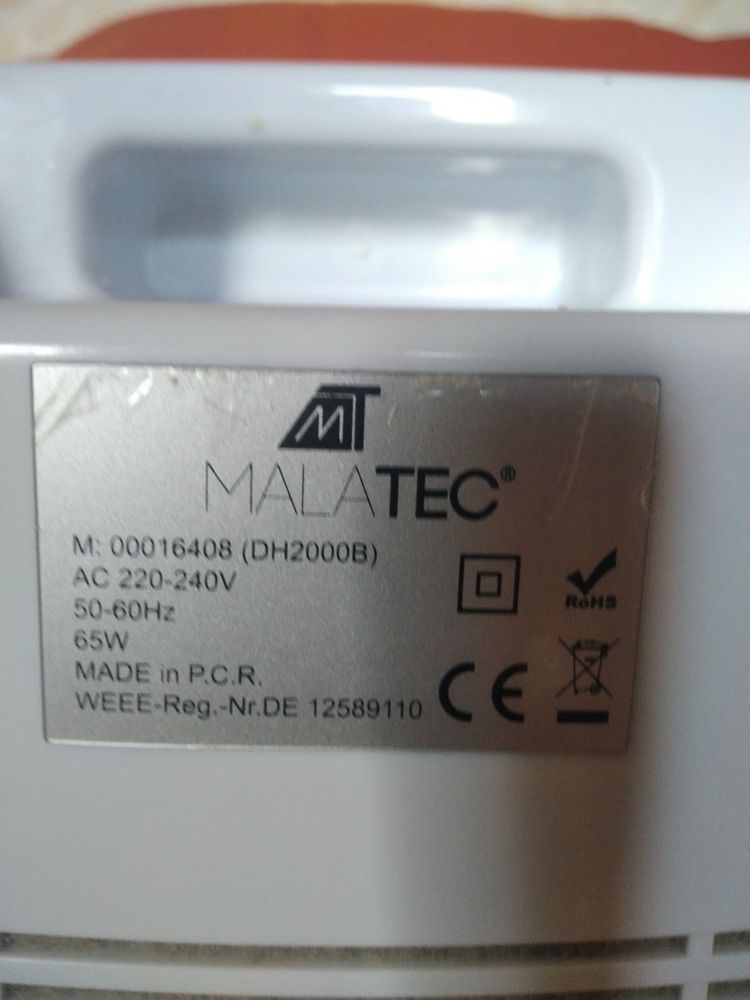 MT
MALATEC®
M: 00016408 (DH2000B)
AC 220-240V
50-60Hz
65W
MADE in P.C.R.
WEEE-Reg.-Nr.DE 12589110
RoHS
CE